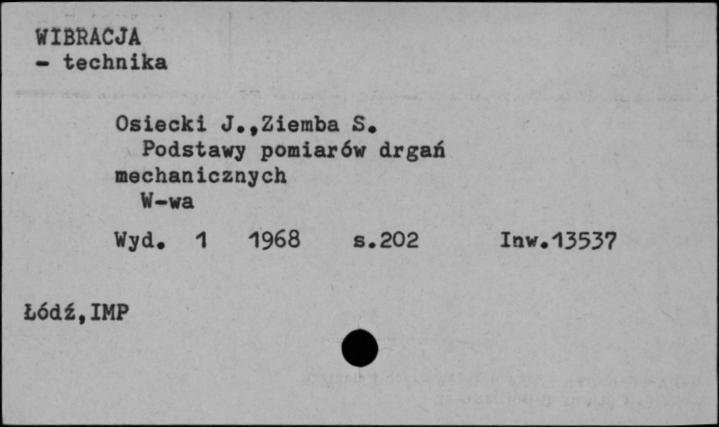 WIBRACJA
- technika
Osiecki J.,Ziemba S.
Podstawy pomiarów drgań
mechanicznych
W-wa
Wyd. 1 1968 s.202 Inw.13537
Łódź,IMP